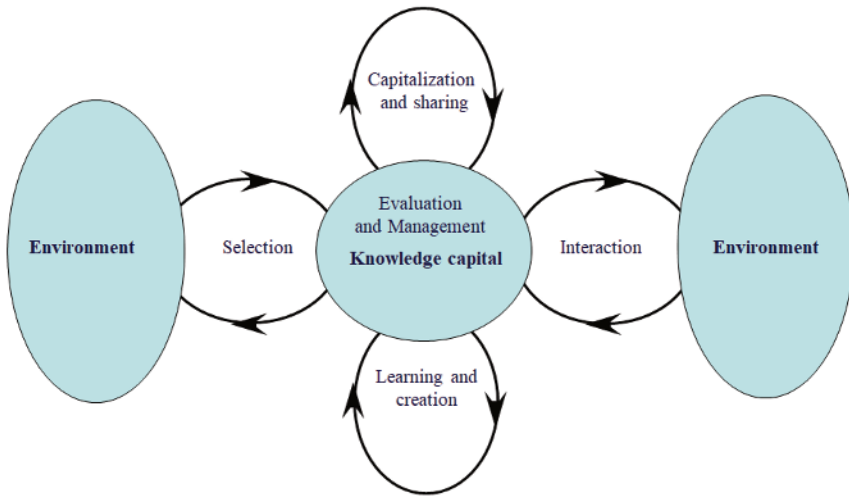 Capitalization
and sharing
Evaluation
and Management
Knowledge capital
Environment
Selection
Interaction
Environment
Learning and
creation